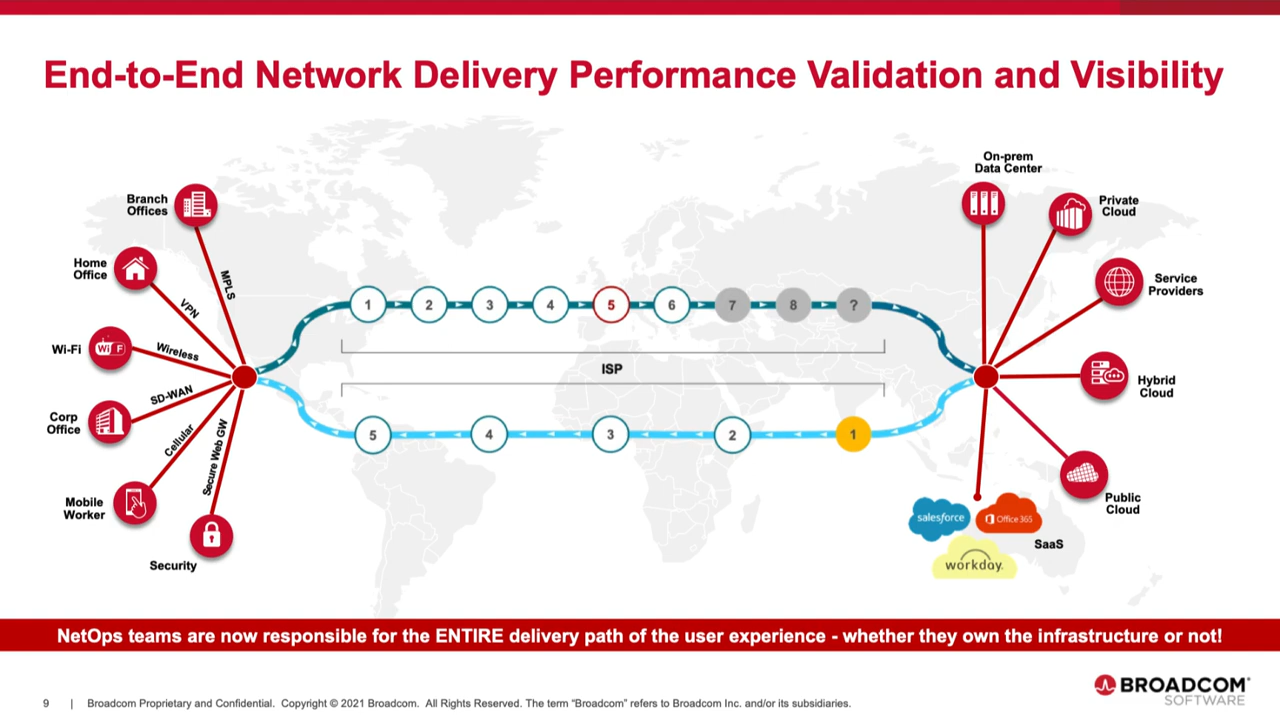 End-to-End Network Delivery Performance Validation and Visibility
Branch
Offices
Home
Office
Wi-Fi
Wi Fi
Corp
Office
Mobile
Worker
Security
MPLS
VPN
Wireless
SD-WAN
Cellular
Secure Web GW
1 2 3 4 5 6 7 8 ?
ISP
5 4 3 2 1
On-prem
Data Center
Private
Cloud
Service
Providers
Hybrid
Cloud
Public
Cloud
salesforce
Office 365
workday.
SaaS
NetOps teams are now responsible for the ENTIRE delivery path of the user experience - whether they own the infrastructure or not!
9 | Broadcom Proprietary and Confidential. Copyright © 2021 Broadcom. All Rights Reserved. The term “Broadcom” refers to Broadcom Inc. and/or its subsidiaries.
BROADCOM®
SOFTWARE